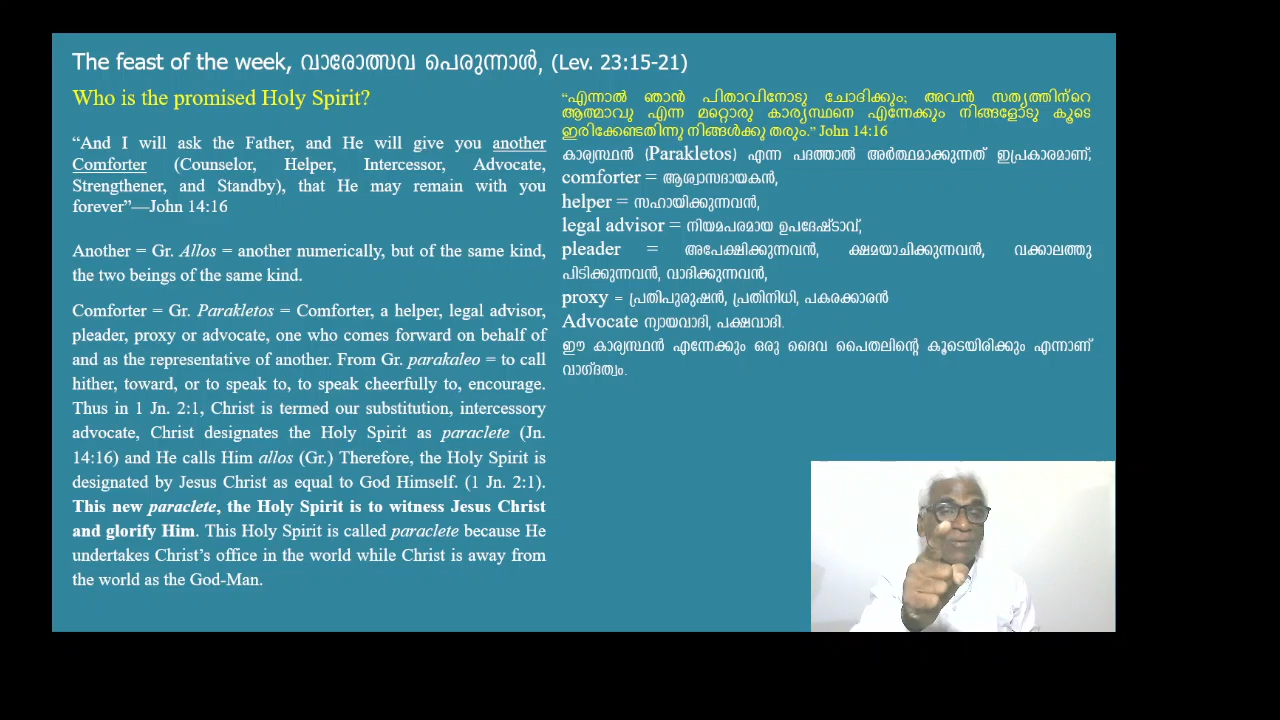 The feast of the week, വാരോത്സവ പെരുന്നാൾ, (Lev. 23:15-21)
Who is the promised Holy Spirit?
“And I will ask the Father, and He will give you another
Comforter (Counselor, Helper, Intercessor, Advocate,
Strengthener, and Standby), that He may remain with you
forever”—John 14:16
Another = Gr. Allos = another numerically, but of the same kind,
the two beings of the same kind.
Comforter = Gr. Parakletos = Comforter, a helper, legal advisor,
pleader, proxy or advocate, one who comes forward on behalf of
and as the representative of another. From Gr. parakaleo = to call
hither, toward, or to speak to, to speak cheerfully to, encourage.
Thus in 1 Jn. 2:1, Christ is termed our substitution, intercessory
advocate, Christ designates the Holy Spirit as paraclete (Jn.
14:16) and He calls Him allos (Gr.) Therefore, the Holy Spirit is
designated by Jesus Christ as equal to God Himself. (1 Jn. 2:1).
This new paraclete, the Holy Spirit is to witness Jesus Christ
and glorify Him. This Holy Spirit is called paraclete because He
undertakes Christ’s office in the world while Christ is away from
the world as the God-Man.
“എന്നാൽ ഞാൻ പിതാവിനോടു ചോദിക്കും; അവൻ സത്യത്തിന്റെ
ആത്മാവു എന്ന മറ്റൊരു കാര്യസ്ഥനെ എന്നേക്കും നിങ്ങളോടു കൂടെ
ഇരിക്കേണ്ടതിന്നു നിങ്ങൾക്കു തരും.” John 14:16
കാര്യസ്ഥൻ (Parakletos) എന്ന പദത്താൽ അർത്ഥമാക്കുന്നത് ഇപ്രകാരമാണ്;
comforter = ആശ്വാസദായകൻ,
helper = സഹായിക്കുന്നവൻ,
legal advisor = നിയമപരമായ ഉപദേഷ്ടാവ്,
pleader = അപേക്ഷിക്കുന്നവൻ, ക്ഷമയാചിക്കുന്നവൻ, വക്കാലത്തു
പിടിക്കുന്നവൻ, വാദിക്കുന്നവൻ,
proxy = പ്രതിപുരുഷൻ, പ്രതിനിധി, പകരക്കാരൻ
Advocate ന്യായവാദി, പക്ഷവാദി.
ഈ കാര്യസ്ഥൻ എന്നേക്കും ഒരു ദൈവ പൈതലിന്റെ കൂടെയിരിക്കും എന്നാണ്
വാഗ്ദത്വം.